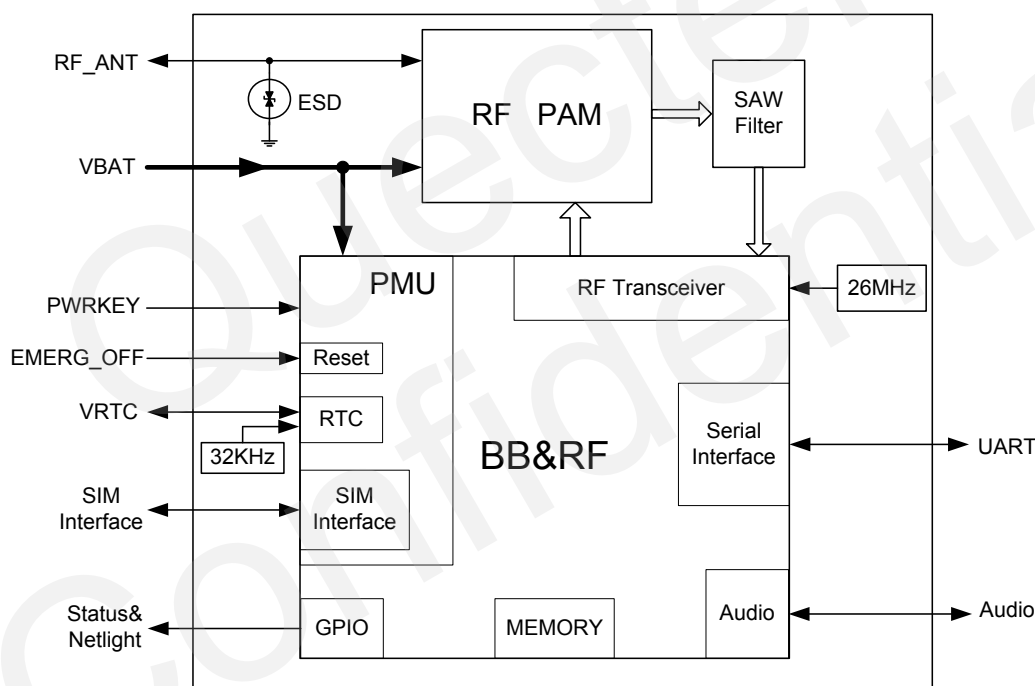 Quectel
Confidential
RF_ANT
ESD
RF PAM
SAW
Filter
VBAT
PMU
RF Transceiver
26MHz
PWRKEY
EMERG_OFF
Reset
VRTC
RTC
32KHz
BB&RF
Serial
Interface
UART
SIM
Interface
SIM
Interface
Status&
Netlight
GPIO
MEMORY
Audio
Audio